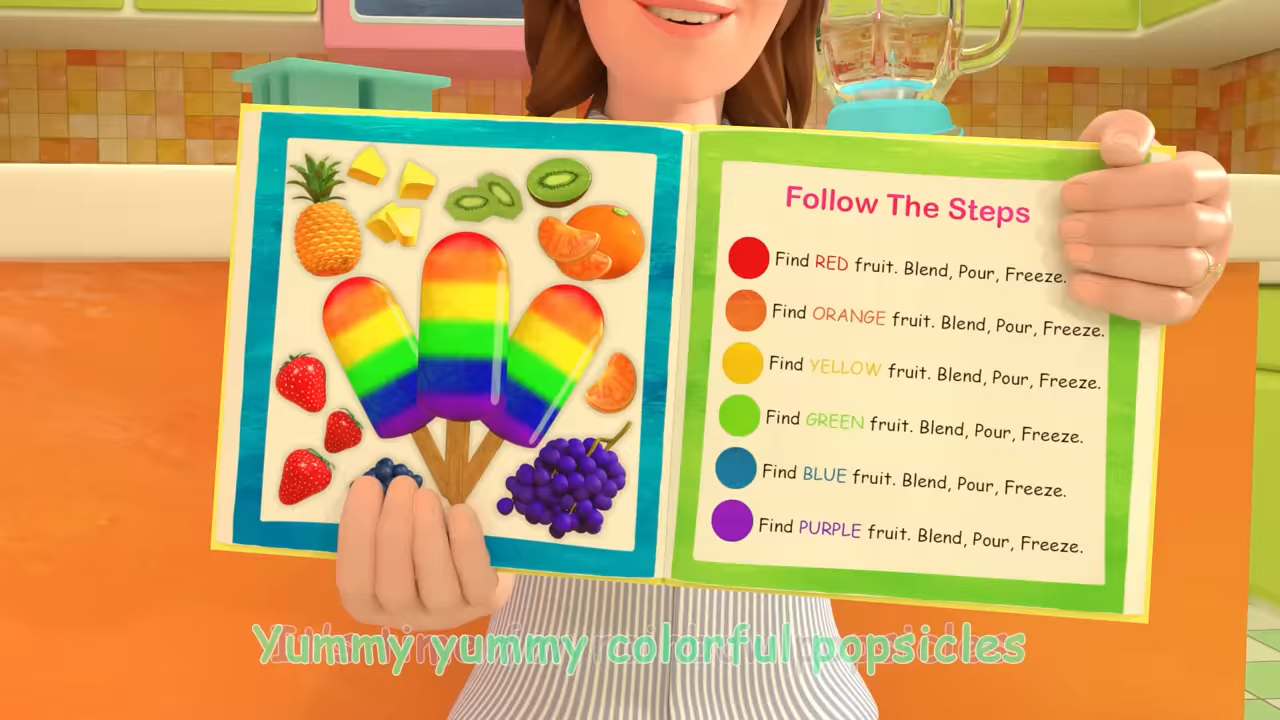 Follow The Steps
Find RED fruit. Blend, Pour, Freeze.
Find ORANGE fruit. Blend, Pour, Freeze.
Find YELLOW fruit. Blend, Pour, Freeze.
Find GREEN fruit. Blend, Pour, Freeze.
Find BLUE fruit. Blend, Pour, Freeze.
Find PURPLE fruit. Blend, Pour, Freeze.
Yummy yummy colorful popsicles